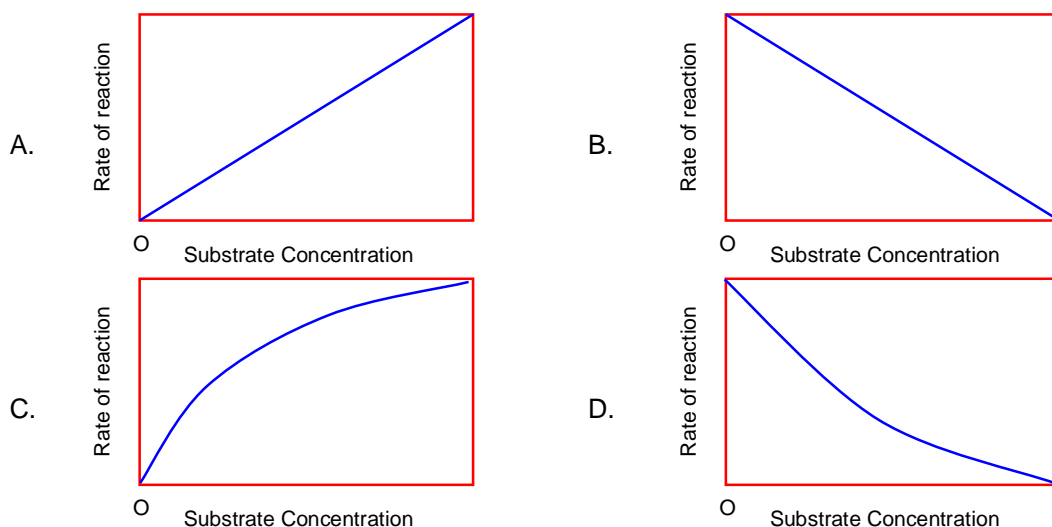 A.
Rate of reaction
O
Substrate Concentration
B.
Rate of reaction
O
Substrate Concentration
C.
Rate of reaction
O
Substrate Concentration
D.
Rate of reaction
O
Substrate Concentration